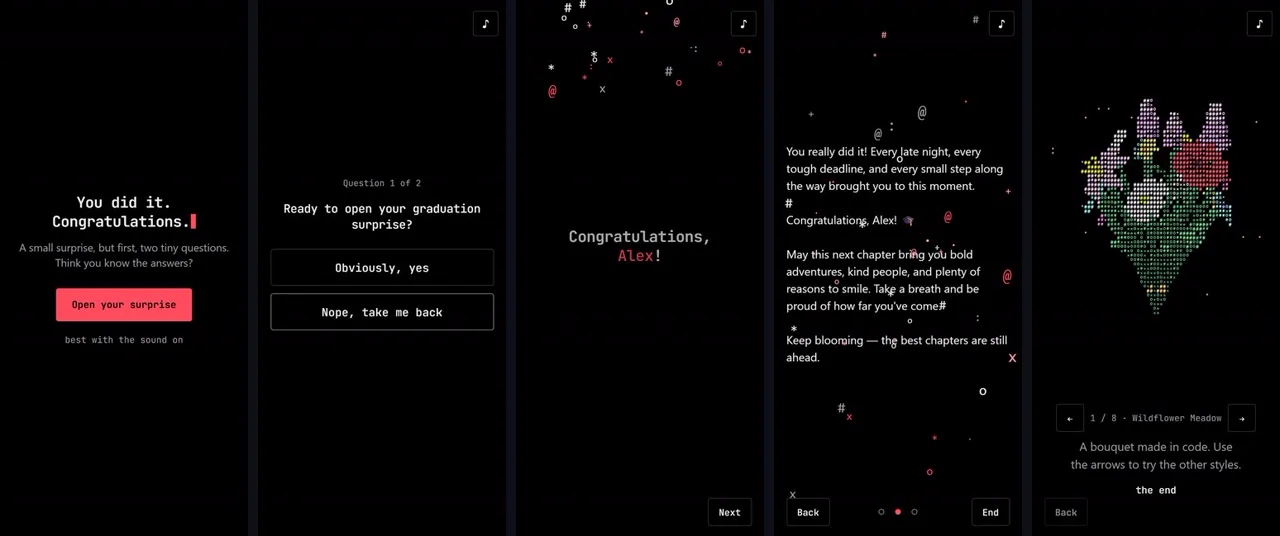 You did it.
Congratulations.
A small surprise, but first, two tiny questions.
Think you know the answers?
Open your surprise
best with the sound on
♪
Question 1 of 2
Ready to open your graduation
surprise?
Obviously, yes
Nope, take me back
♪
Congratulations,
Alex!
Next
♪
You really did it! Every late night, every
tough deadline, and every small step along
the way brought you to this moment.
Congratulations, Alex! 🎓
May this next chapter bring you bold
adventures, kind people, and plenty of
reasons to smile. Take a breath and be
proud of how far you've come
Keep blooming — the best chapters are still
ahead.
Back
End
♪
← 1 / 8 · Wildflower Meadow →
A bouquet made in code. Use
the arrows to try the other styles.
the end
Back